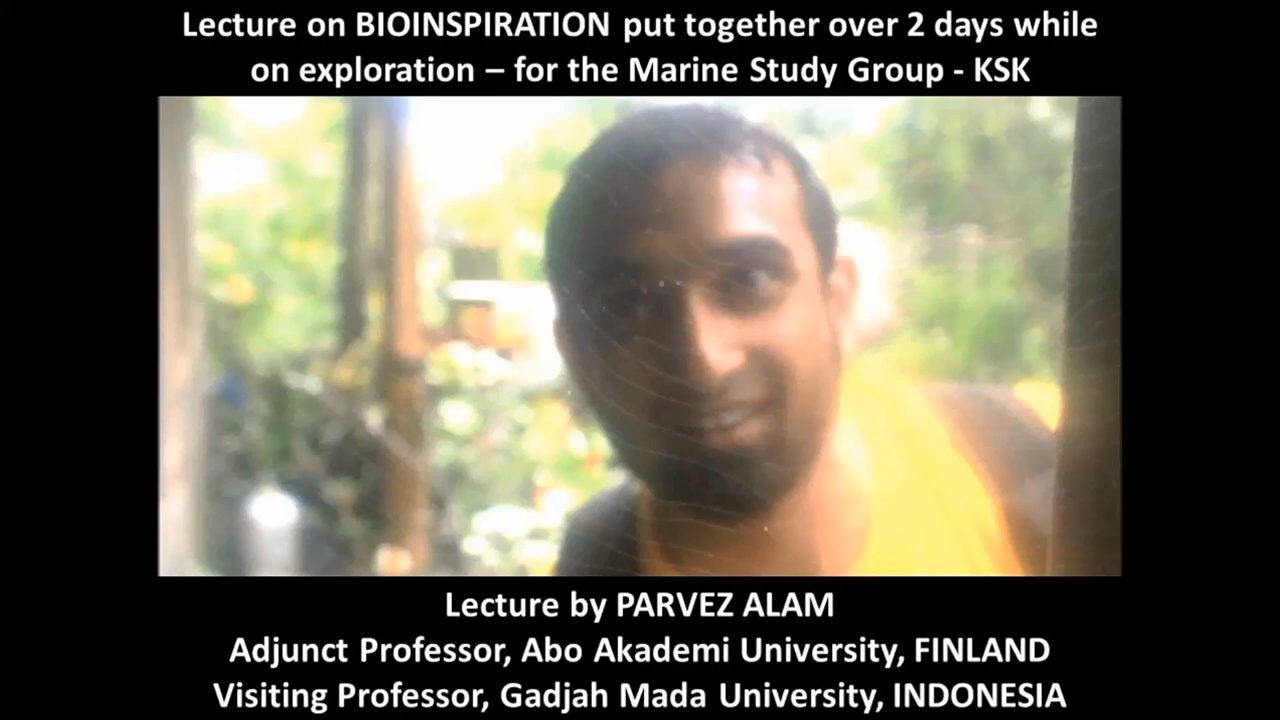 Lecture on BIOINSPIRATION put together over 2 days while
on exploration – for the Marine Study Group - KSK
Lecture by PARVEZ ALAM
Adjunct Professor, Abo Akademi University, FINLAND
Visiting Professor, Gadjah Mada University, INDONESIA